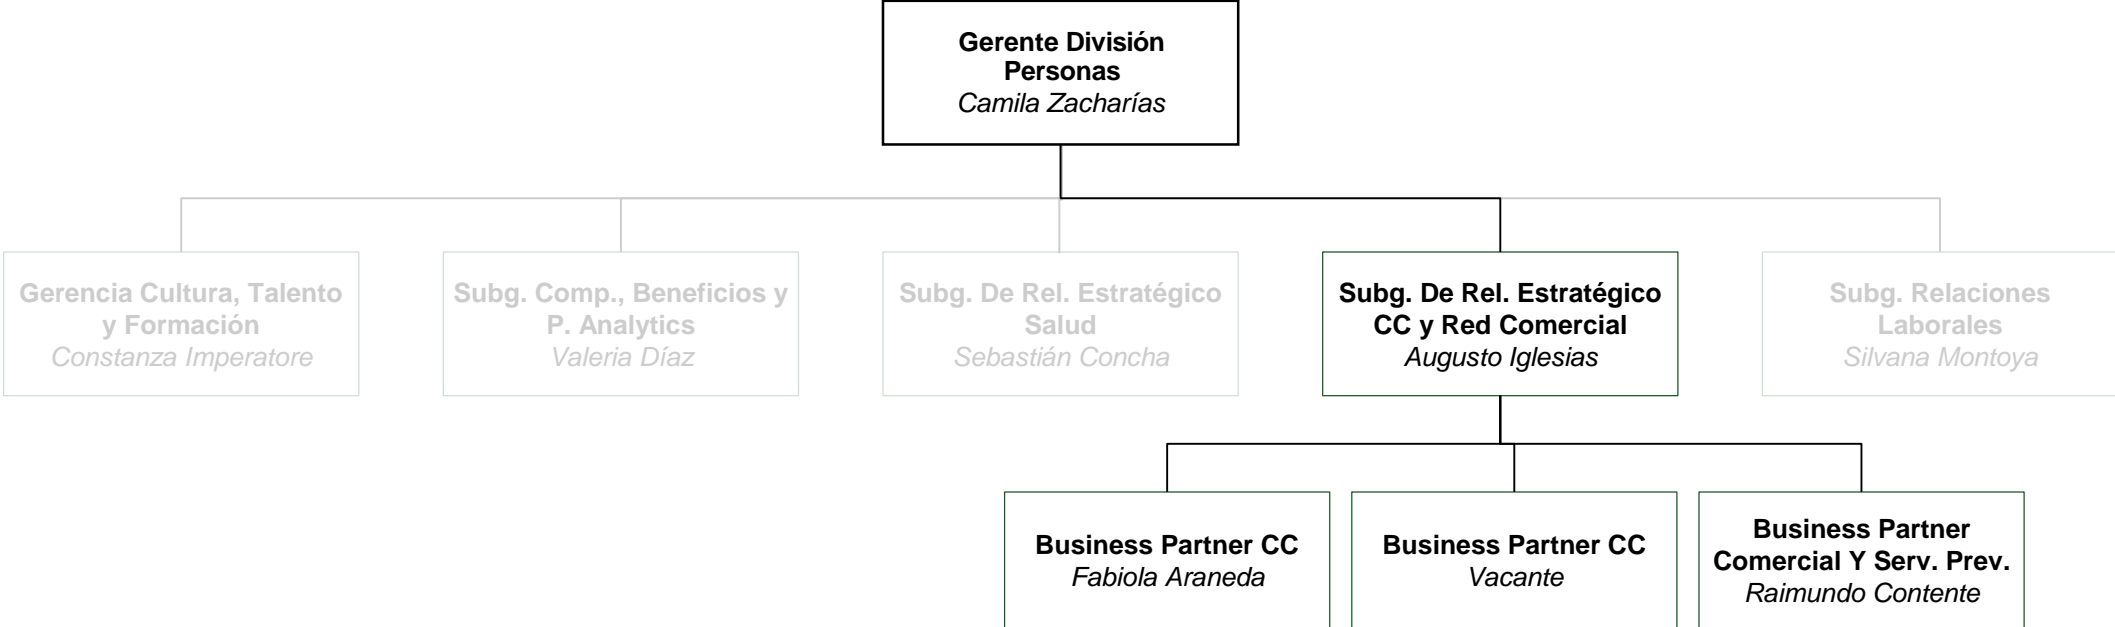 Gerente División
Personas
Camila Zacharías
Gerencia Cultura, Talento
y Formación
Constanza Imperatore
Subg. Comp., Beneficios y
P. Analytics
Valeria Díaz
Subg. De Rel. Estratégico
Salud
Sebastián Concha
Subg. De Rel. Estratégico
CC y Red Comercial
Augusto Iglesias
Subg. Relaciones
Laborales
Silvana Montoya
Business Partner CC
Fabiola Araneda
Business Partner CC
Vacante
Business Partner
Comercial Y Serv. Prev.
Raimundo Contente